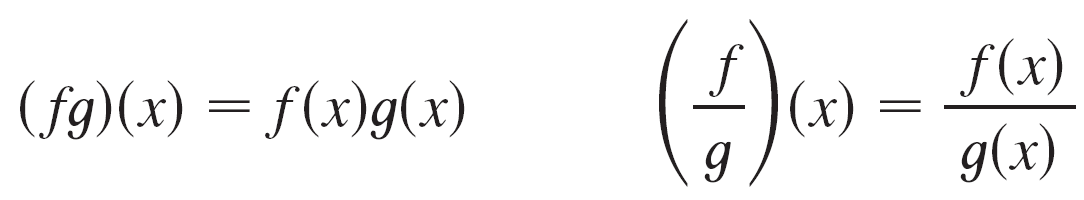 (fg)(x) = f(x)g(x) (f/g)(x) = f(x)/g(x)